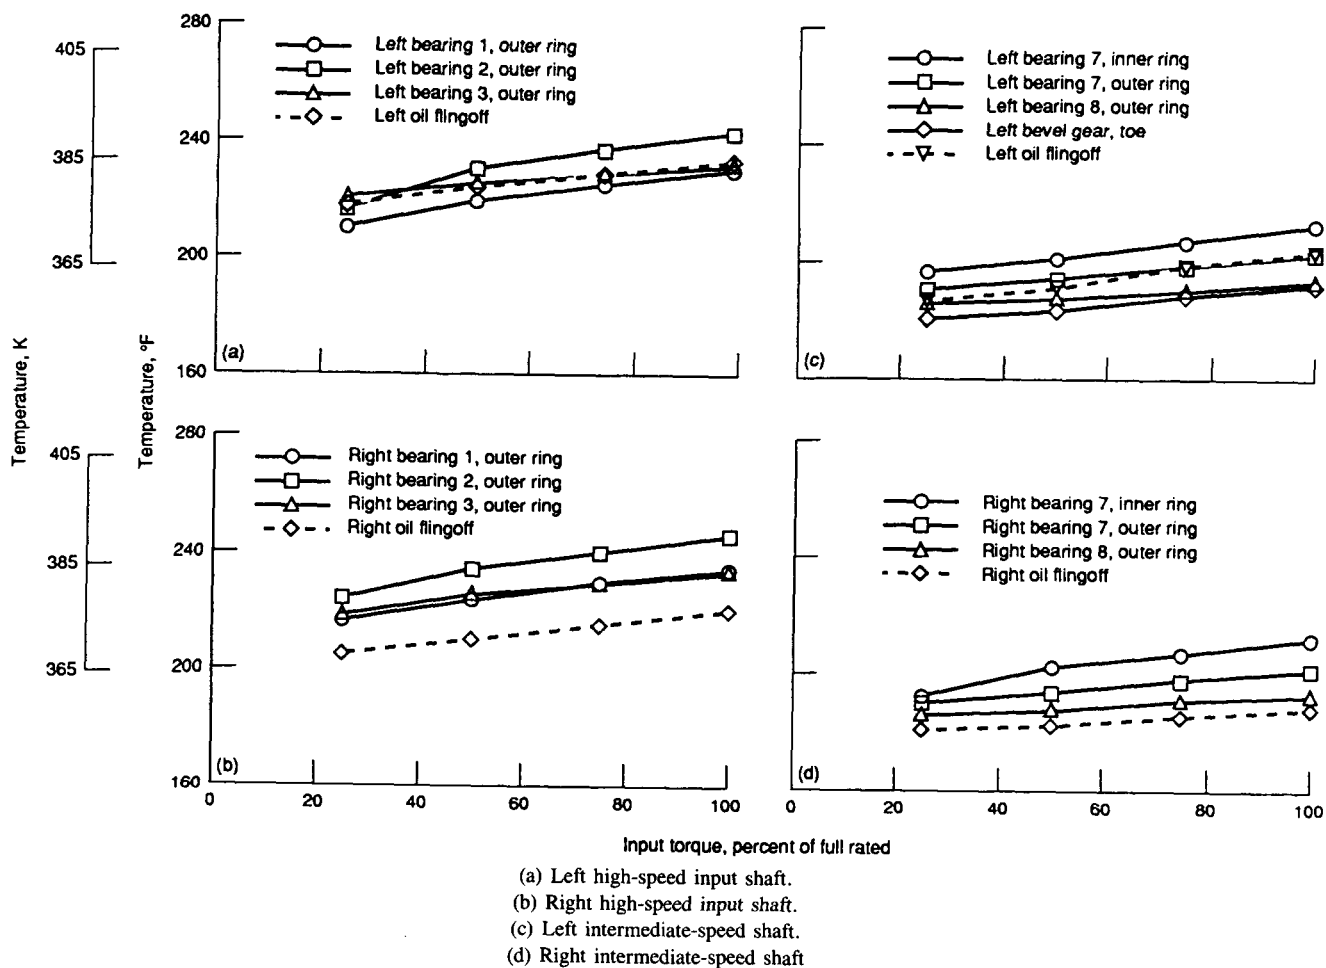 280
405
Left bearing 1, outer ring
Left bearing 2, outer ring
Left bearing 3, outer ring
Left oil flingoff
240
385
200
365
160
(a)
Left bearing 7, inner ring
Left bearing 7, outer ring
Left bearing 8, outer ring
Left bevel gear, toe
Left oil flingoff
(c)
Temperature, K
Temperature, °F
280
405
Right bearing 1, outer ring
Right bearing 2, outer ring
Right bearing 3, outer ring
Right oil flingoff
240
385
200
365
160
(b)
0 20 40 60 80 100
Right bearing 7, inner ring
Right bearing 7, outer ring
Right bearing 8, outer ring
Right oil flingoff
(d)
0 20 40 60 80 100
Input torque, percent of full rated
(a) Left high-speed input shaft.
(b) Right high-speed input shaft.
(c) Left intermediate-speed shaft.
(d) Right intermediate-speed shaft